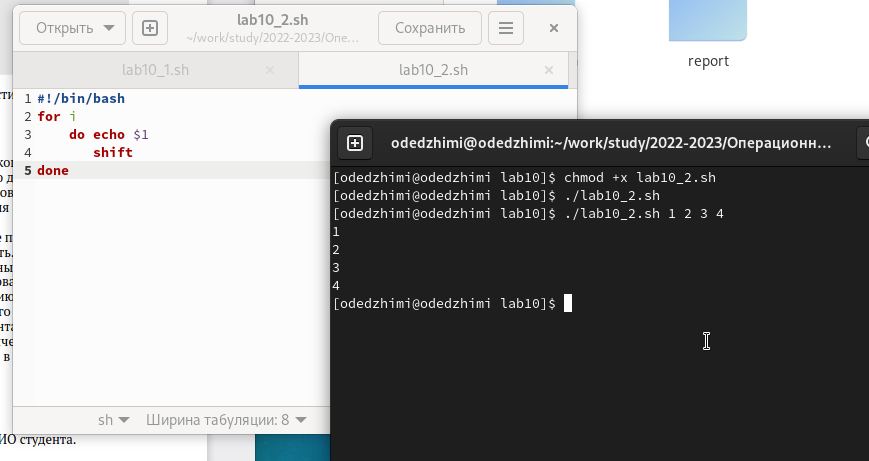 Открыть
lab10_2.sh
~/work/study/2022-2023/Опе...
Сохранить
lab10_1.sh
lab10_2.sh
1 #!/bin/bash
2 for i
3 do echo $1
4 shift
5 done
sh
Ширина табуляции: 8
report
odedzhimi@odedzhimi:~/work/study/2022-2023/Операционн...
[odedzhimi@odedzhimi lab10]$ chmod +x lab10_2.sh
[odedzhimi@odedzhimi lab10]$ ./lab10_2.sh
[odedzhimi@odedzhimi lab10]$ ./lab10_2.sh 1 2 3 4
1
2
3
4
[odedzhimi@odedzhimi lab10]$
ИО студента.